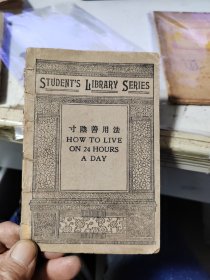 STUDENT'S LIBRARY SERIES
寸陰善用法
HOW TO LIVE
ON 24 HOURS
A DAY